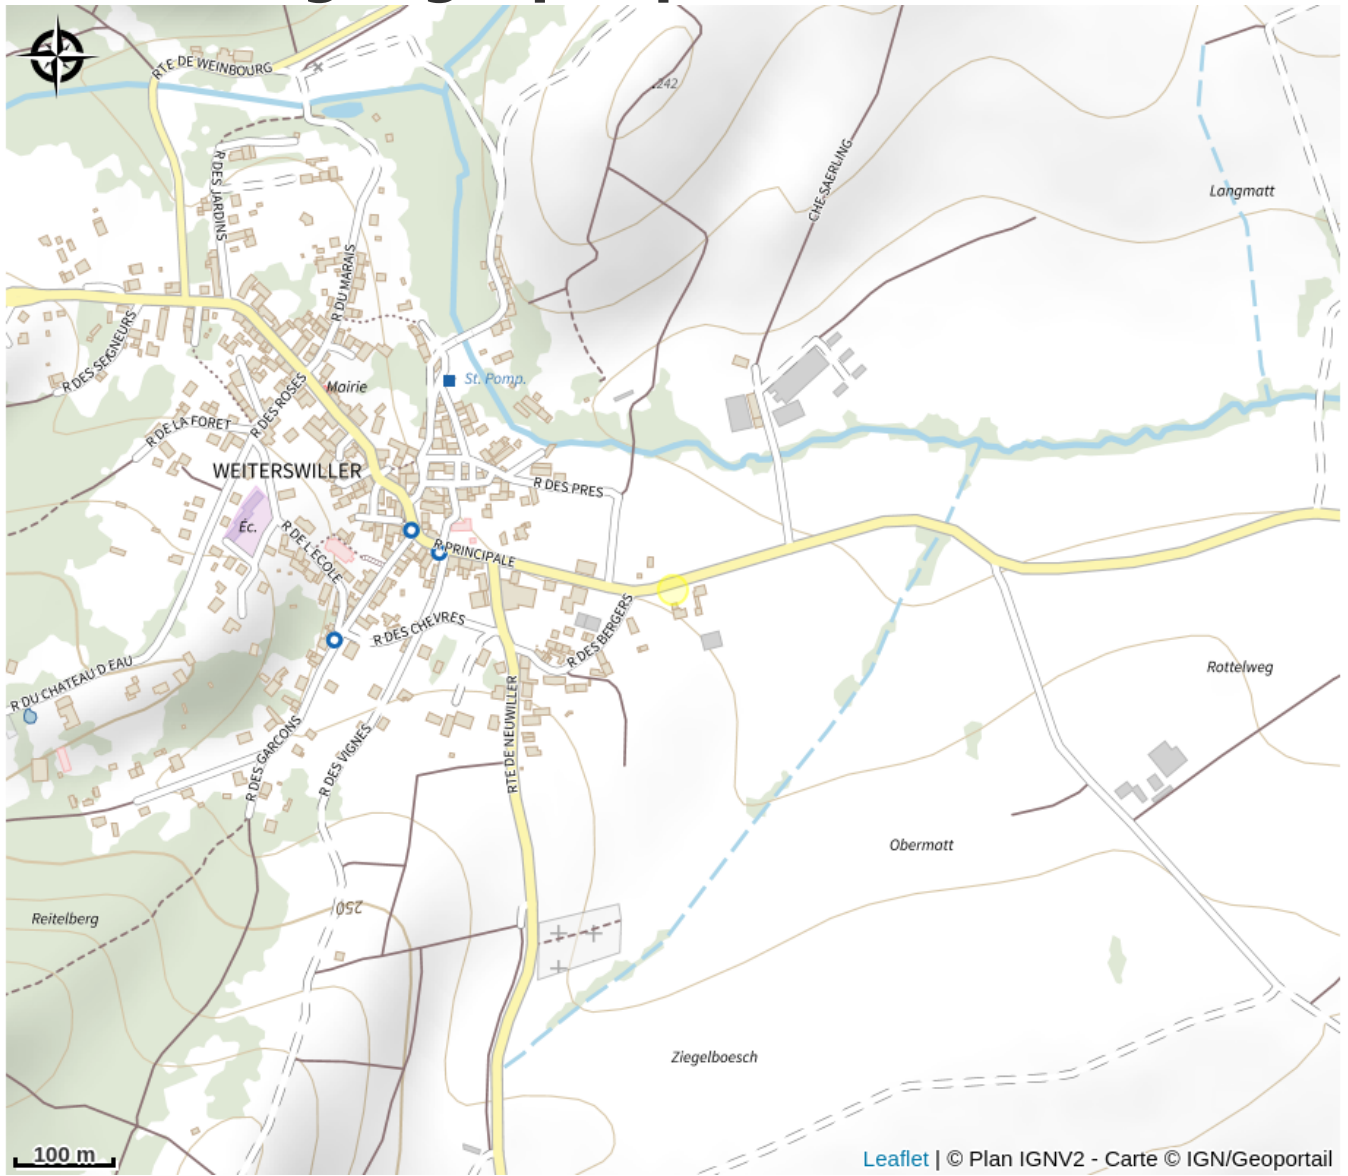 RTE DE WEINBOURG
242
R DES JARDINS
CHE SAERLING
Langmatt
R DU MARAIS
R DES SEIGNEURS
St. Pomp.
Mairie
R DES ROSES
R DE LA FORET
WEITERSWILLER
R DES PRES
Éc.
R DE L'ECOLE
R PRINCIPALE
R DES CHEVRES
R DES BERGERS
R DU CHATEAU D EAU
Rottelweg
RTE DE NEUWILLER
R DES GARCONS
R DES VIGNES
Obermatt
250
Reitelberg
Ziegelboesch
100 m
Leaflet | © Plan IGNV2 - Carte © IGN/Geoportail